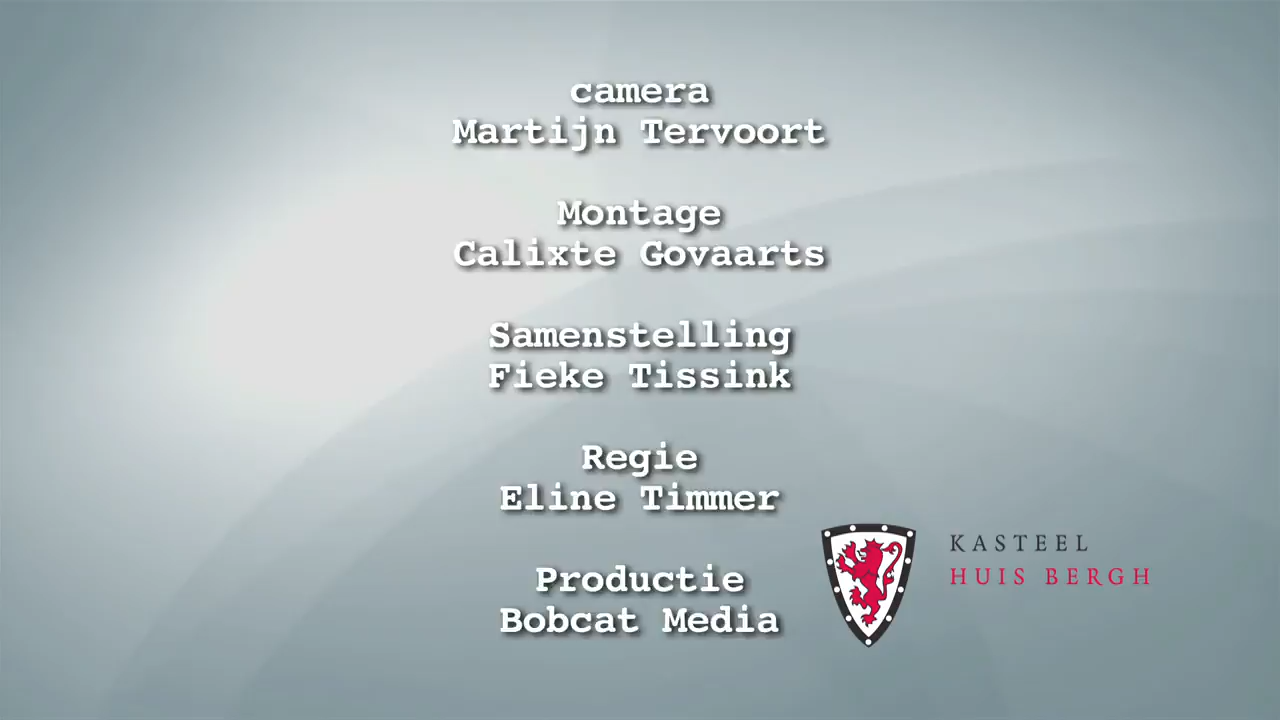 camera
Martijn Tervoort
Montage
Calixte Govaarts
Samenstelling
Fieke Tissink
Regie
Eline Timmer
Productie
Bobcat Media
KASTEEL
HUIS BERGH